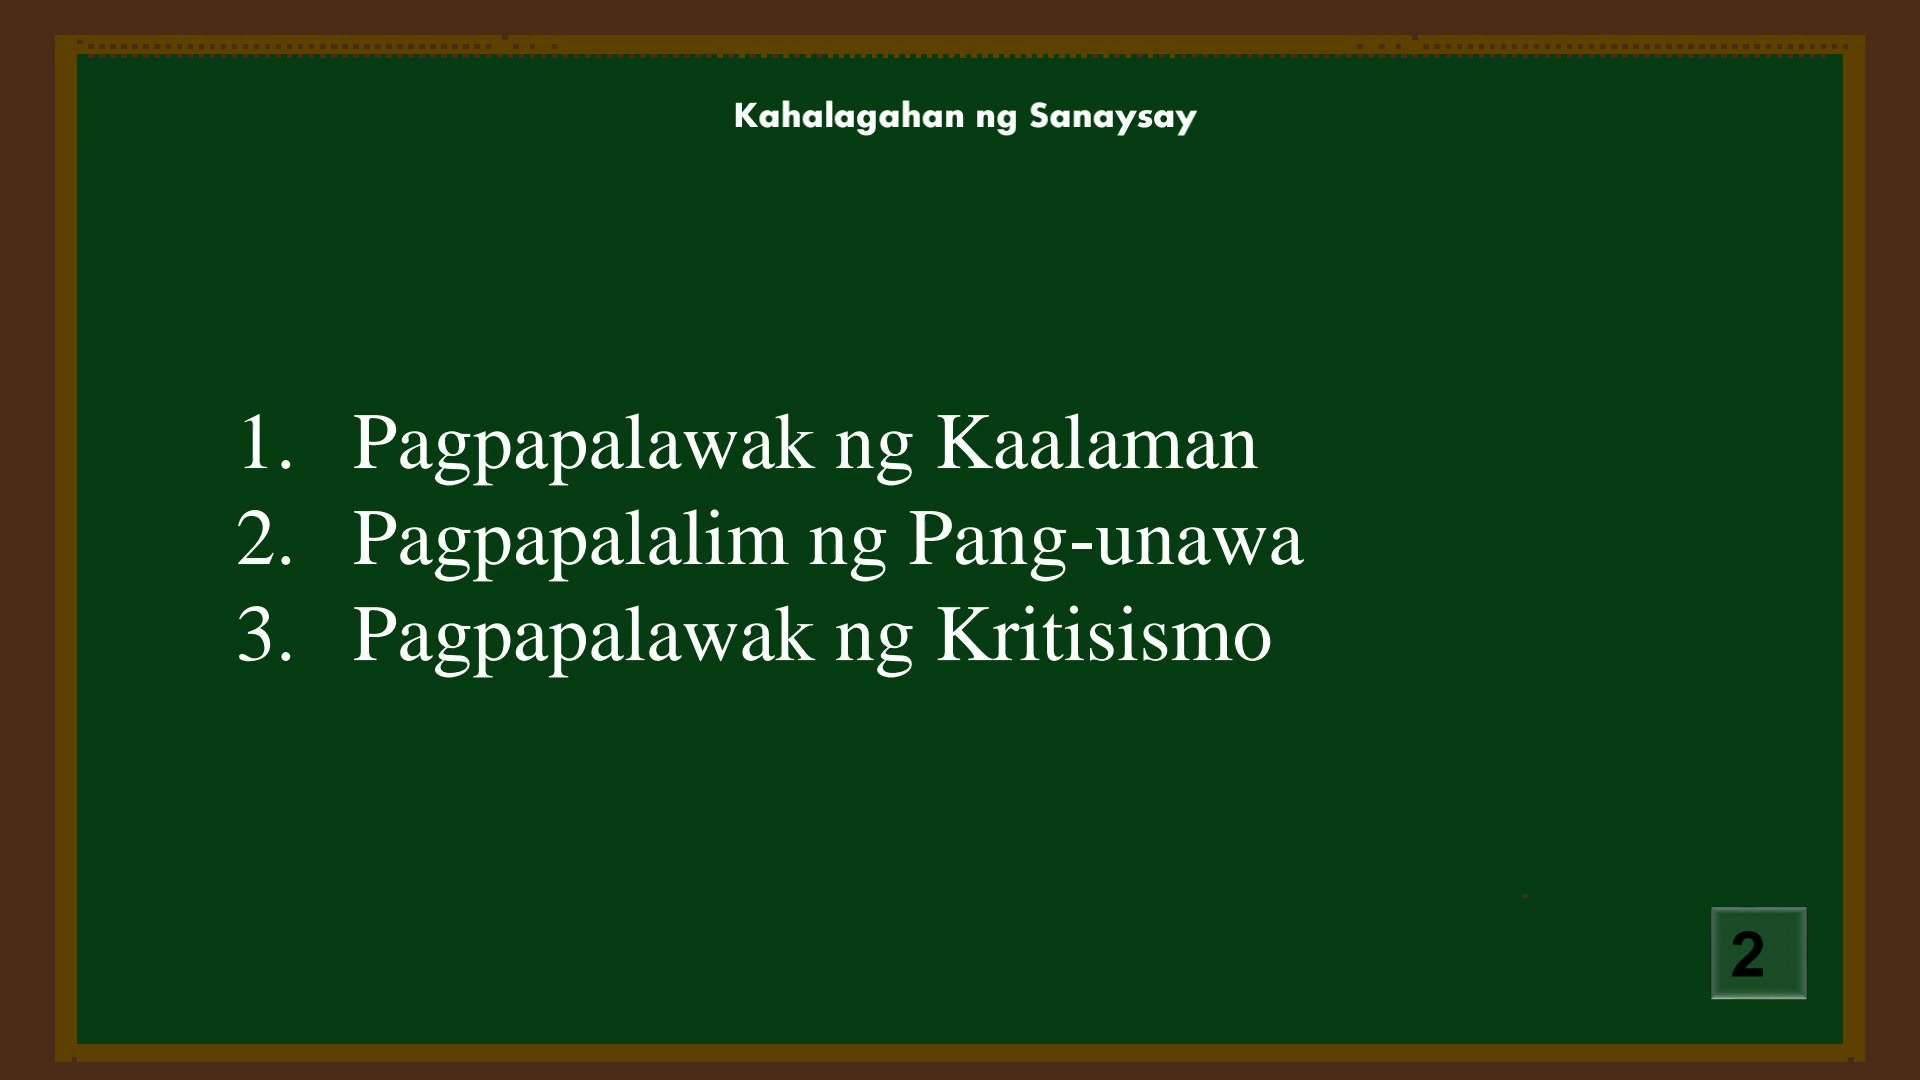 Kahalagahan ng Sanaysay
1. Pagpapalawak ng Kaalaman
2. Pagpapalalim ng Pang-unawa
3. Pagpapalawak ng Kritisismo
2